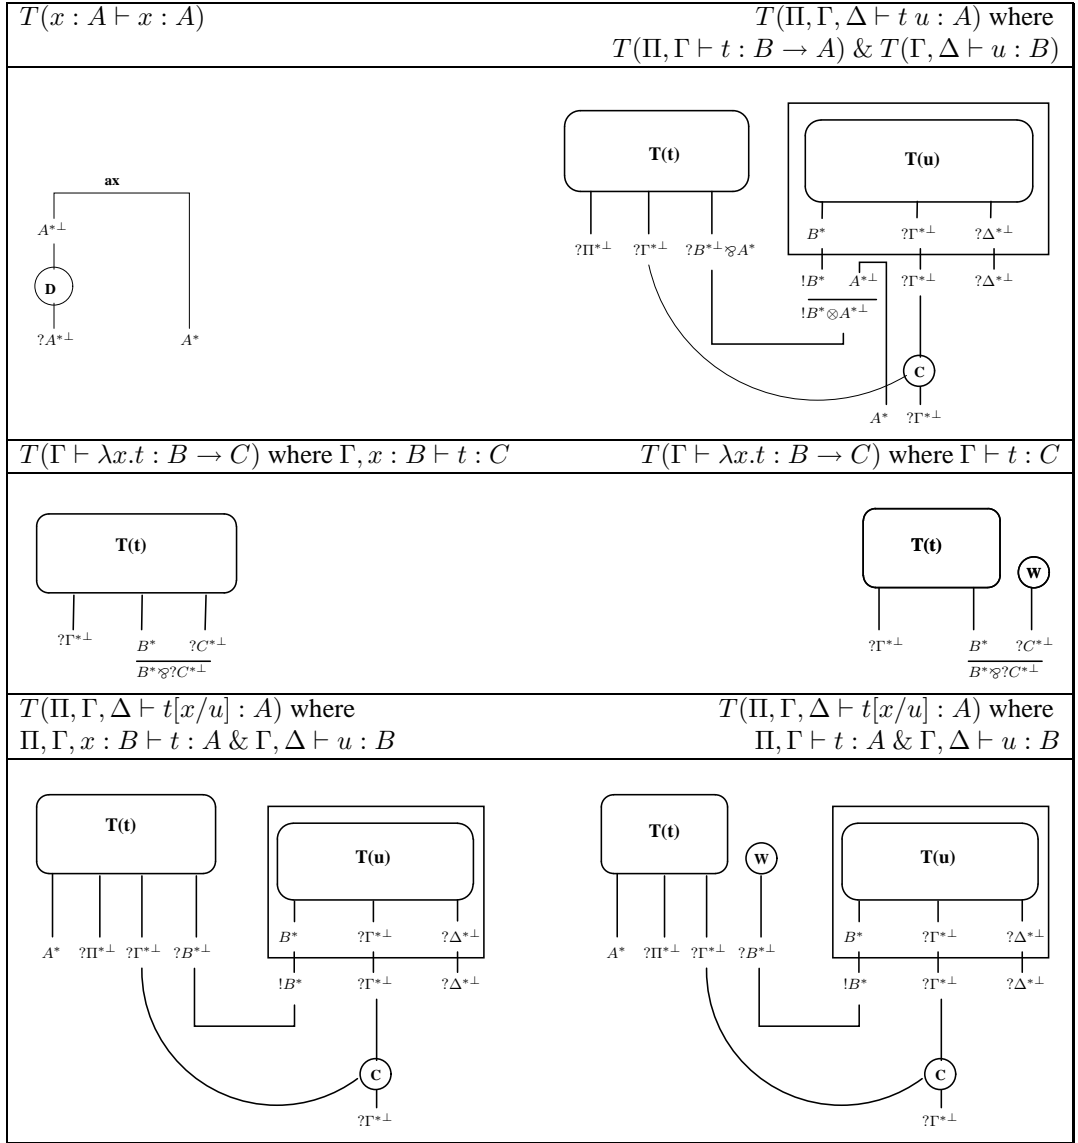 T(x : A ⊢ x : A)
T(Π, Γ, Δ ⊢ t u : A) where
T(Π, Γ ⊢ t : B → A) & T(Γ, Δ ⊢ u : B)
ax
A*⊥
D
?A*⊥ A*
T(t) T(u)
B* ?Γ*⊥ ?Δ*⊥
?Π*⊥ ?Γ*⊥ ?B*⊥⅋A*
!B* A*⊥ ?Γ*⊥ ?Δ*⊥
!B*⊗A*⊥
C
A* ?Γ*⊥
T(Γ ⊢ λx.t : B → C) where Γ, x : B ⊢ t : C
T(Γ ⊢ λx.t : B → C) where Γ ⊢ t : C
T(t)
?Γ*⊥ B* ?C*⊥
B*⅋?C*⊥
T(t) W
?Γ*⊥ B* ?C*⊥
B*⅋?C*⊥
T(Π, Γ, Δ ⊢ t[x/u] : A) where
Π, Γ, x : B ⊢ t : A & Γ, Δ ⊢ u : B
T(Π, Γ, Δ ⊢ t[x/u] : A) where
Π, Γ ⊢ t : A & Γ, Δ ⊢ u : B
T(t) T(u)
A* ?Π*⊥ ?Γ*⊥ ?B*⊥ B* ?Γ*⊥ ?Δ*⊥
!B* ?Γ*⊥ ?Δ*⊥
C
?Γ*⊥
T(t) W T(u)
A* ?Π*⊥ ?Γ*⊥ ?B*⊥ B* ?Γ*⊥ ?Δ*⊥
!B* ?Γ*⊥ ?Δ*⊥
C
?Γ*⊥